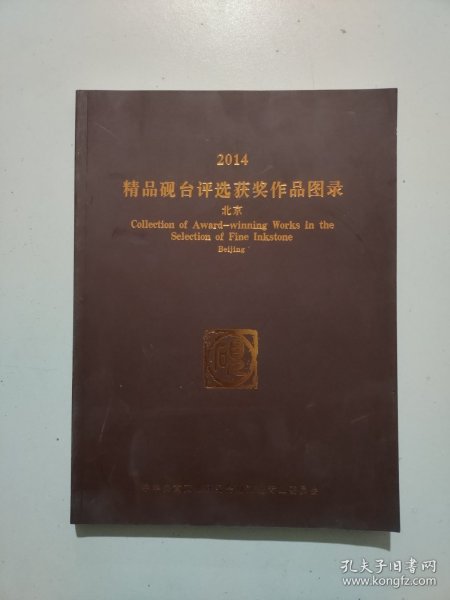 2014
精品砚台评选获奖作品图录
北京
Collection of Award-winning Works in the
Selection of Fine Inkstone
Beijing
砚
孔夫子旧书网
www.kongfz.com